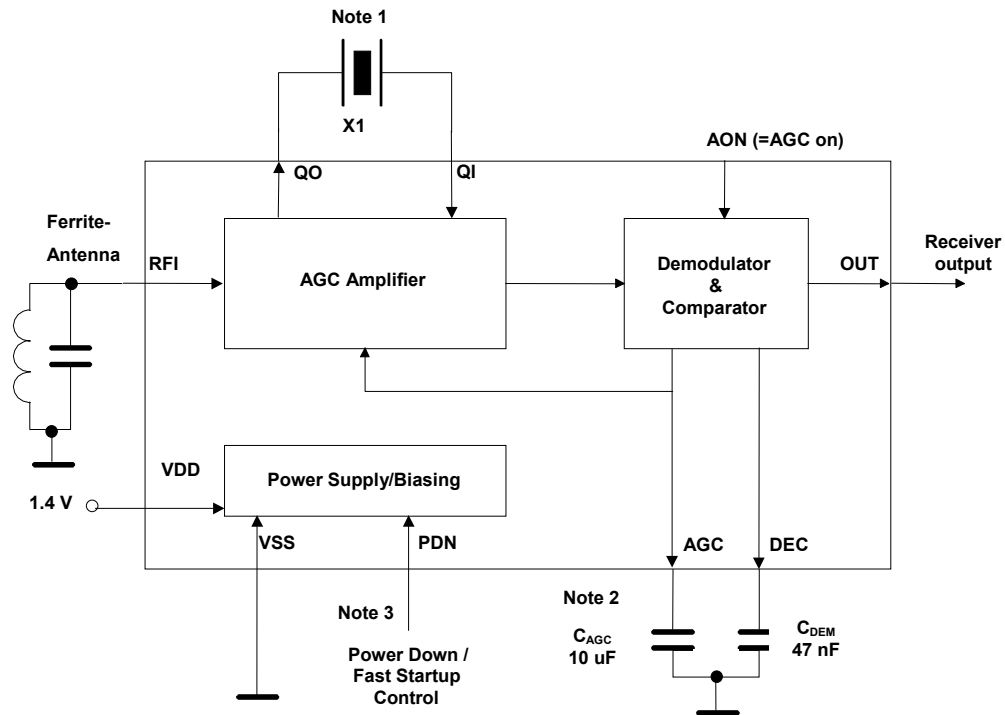 Note 1
X1
AON (=AGC on)
QO
QI
Ferrite-
Antenna
RFI
AGC Amplifier
Demodulator
&
Comparator
OUT
Receiver
output
VDD
Power Supply/Biasing
1.4 V
VSS
PDN
AGC
DEC
Note 3
Note 2
Power Down /
Fast Startup
Control
CAGC
10 uF
CDEM
47 nF